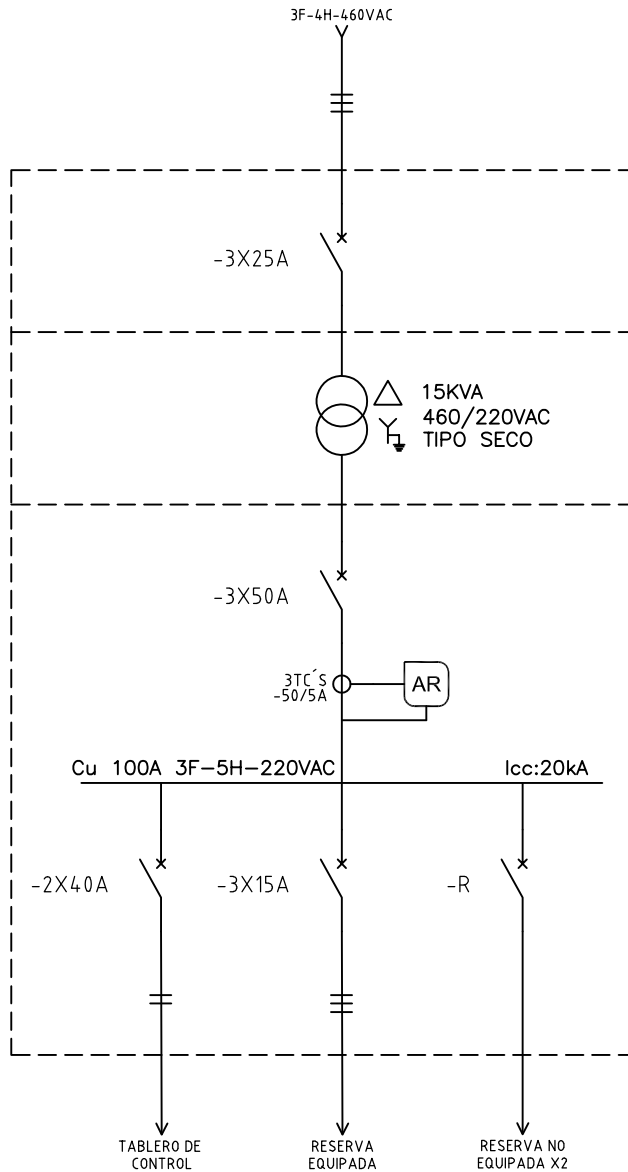 3F-4H-460VAC
-3X25A
15KVA
460/220VAC
TIPO SECO
-3X50A
3TC´S
-50/5A
AR
Cu 100A 3F-5H-220VAC
Icc:20kA
-2X40A
-3X15A
-R
TABLERO DE
CONTROL
RESERVA
EQUIPADA
RESERVA NO
EQUIPADA X2